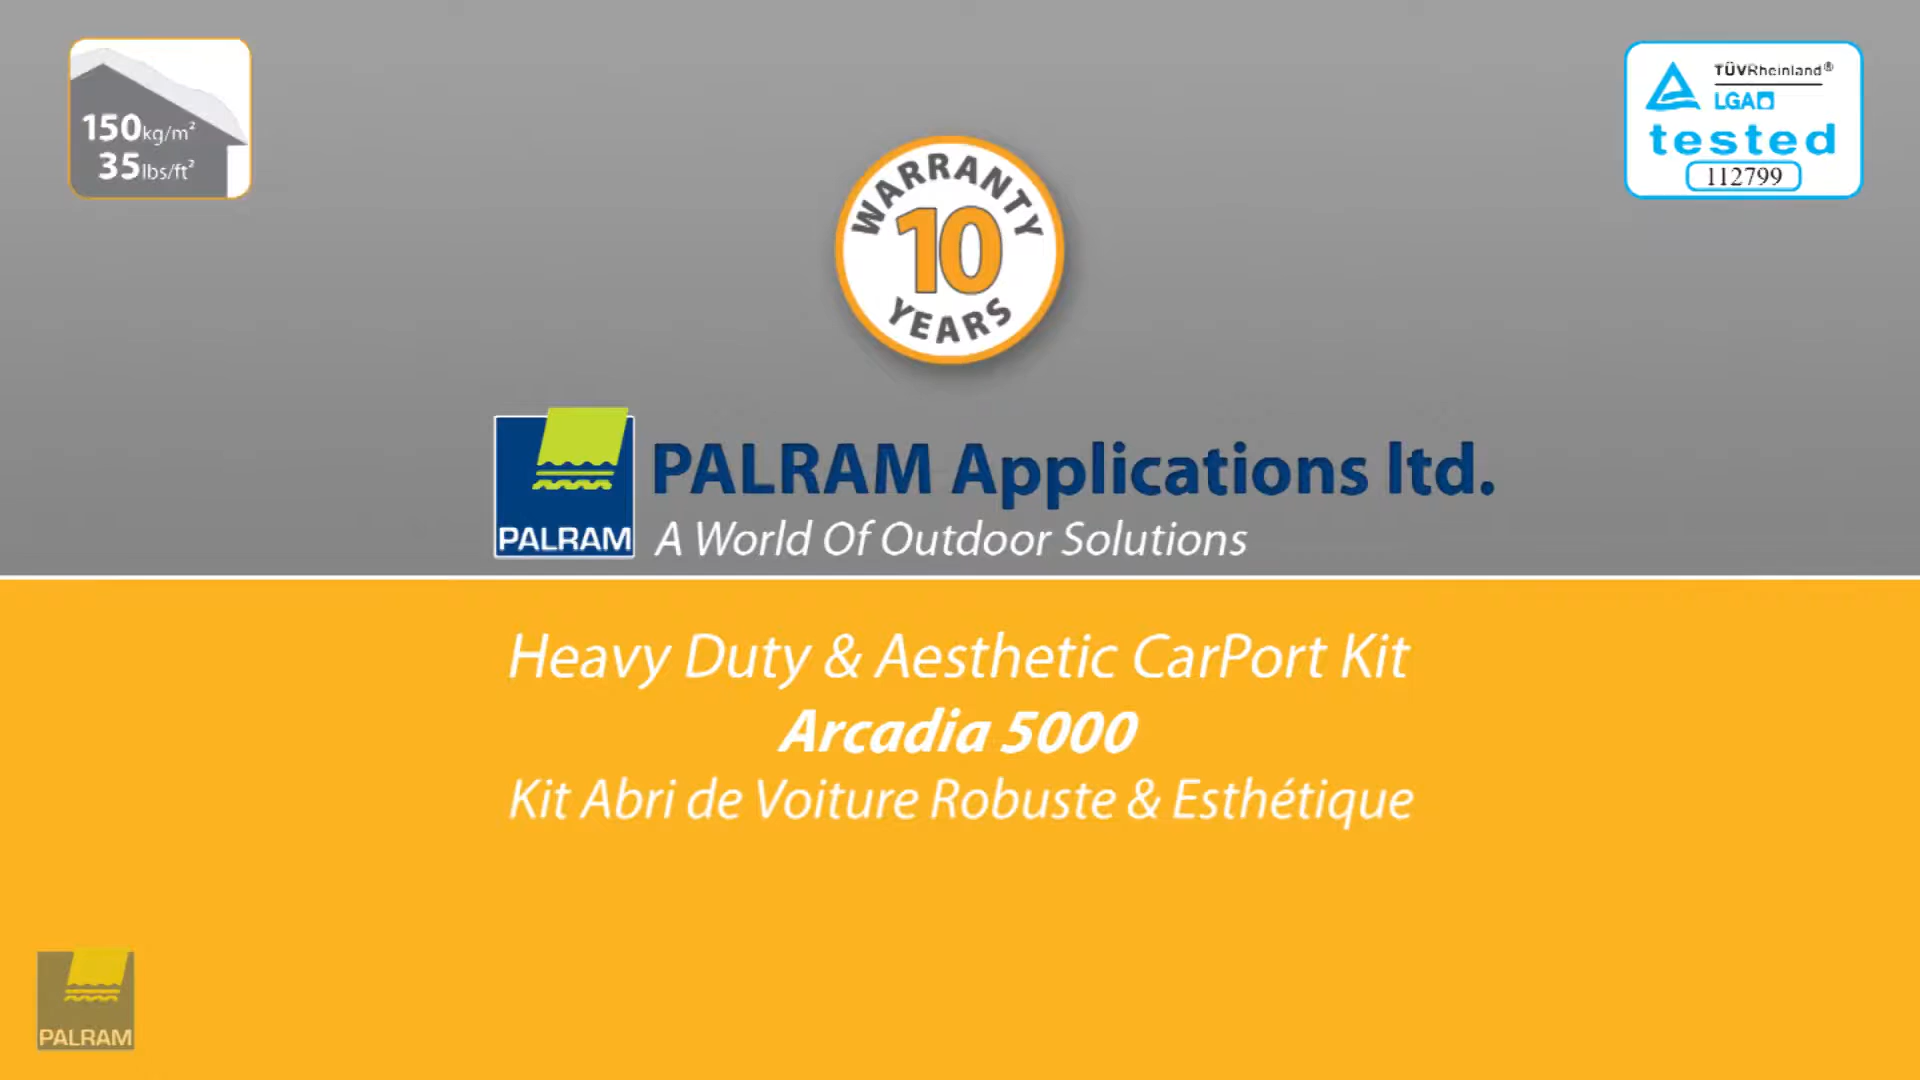 150kg/m²
35lbs/ft²
TÜVRheinland®
LGA
tested
112799
WARRANTY
10
YEARS
PALRAM
PALRAM Applications ltd.
A World Of Outdoor Solutions
Heavy Duty & Aesthetic CarPort Kit
Arcadia 5000
Kit Abri de Voiture Robuste & Esthétique
PALRAM